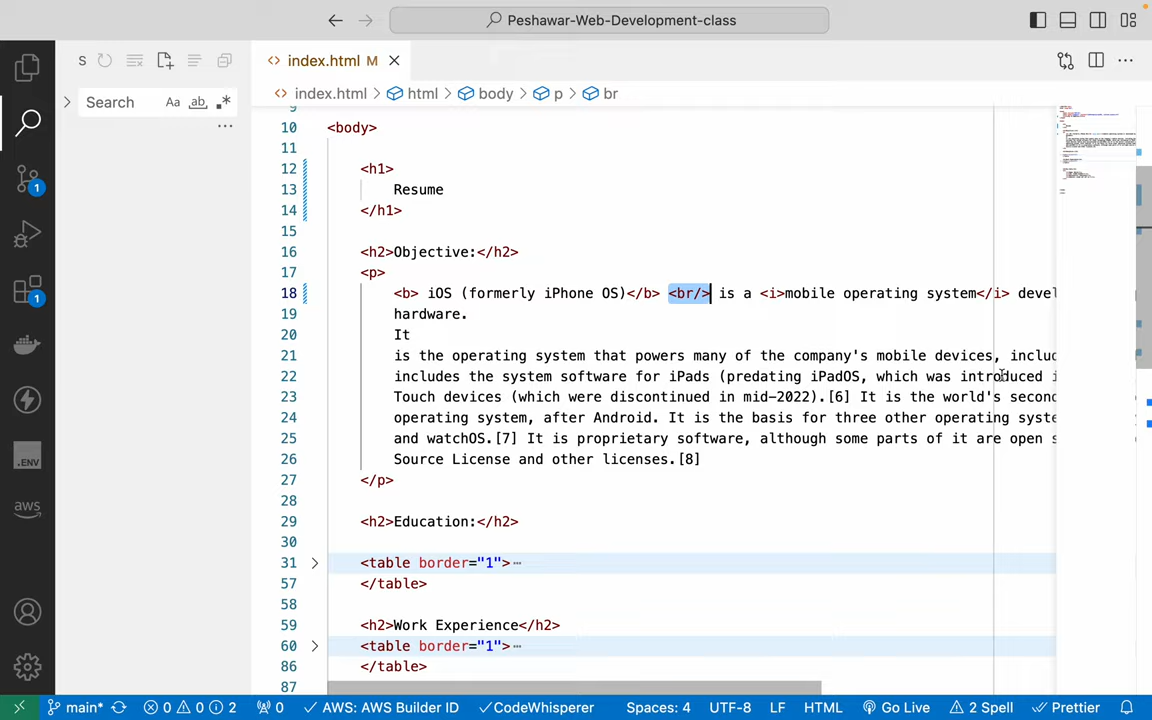 Peshawar-Web-Development-class
S
index.html M
Search Aa ab
index.html > html > body > p > br
9
10 <body>
11
12 <h1>
13 Resume
14 </h1>
15
16 <h2>Objective:</h2>
17 <p>
18 <b> iOS (formerly iPhone OS)</b> <br/> is a <i>mobile operating system</i> devel
19 hardware.
20 It
21 is the operating system that powers many of the company's mobile devices, includ
22 includes the system software for iPads (predating iPadOS, which was introduced i
23 Touch devices (which were discontinued in mid-2022).[6] It is the world's second
24 operating system, after Android. It is the basis for three other operating syste
25 and watchOS.[7] It is proprietary software, although some parts of it are open s
26 Source License and other licenses.[8]
27 </p>
28
29 <h2>Education:</h2>
30
31 <table border="1">
57 </table>
58
59 <h2>Work Experience</h2>
60 <table border="1">
86 </table>
87
1
1
.ENV
aws
main* 0 0 2 0 AWS: AWS Builder ID CodeWhisperer Spaces: 4 UTF-8 LF HTML Go Live 2 Spell Prettier